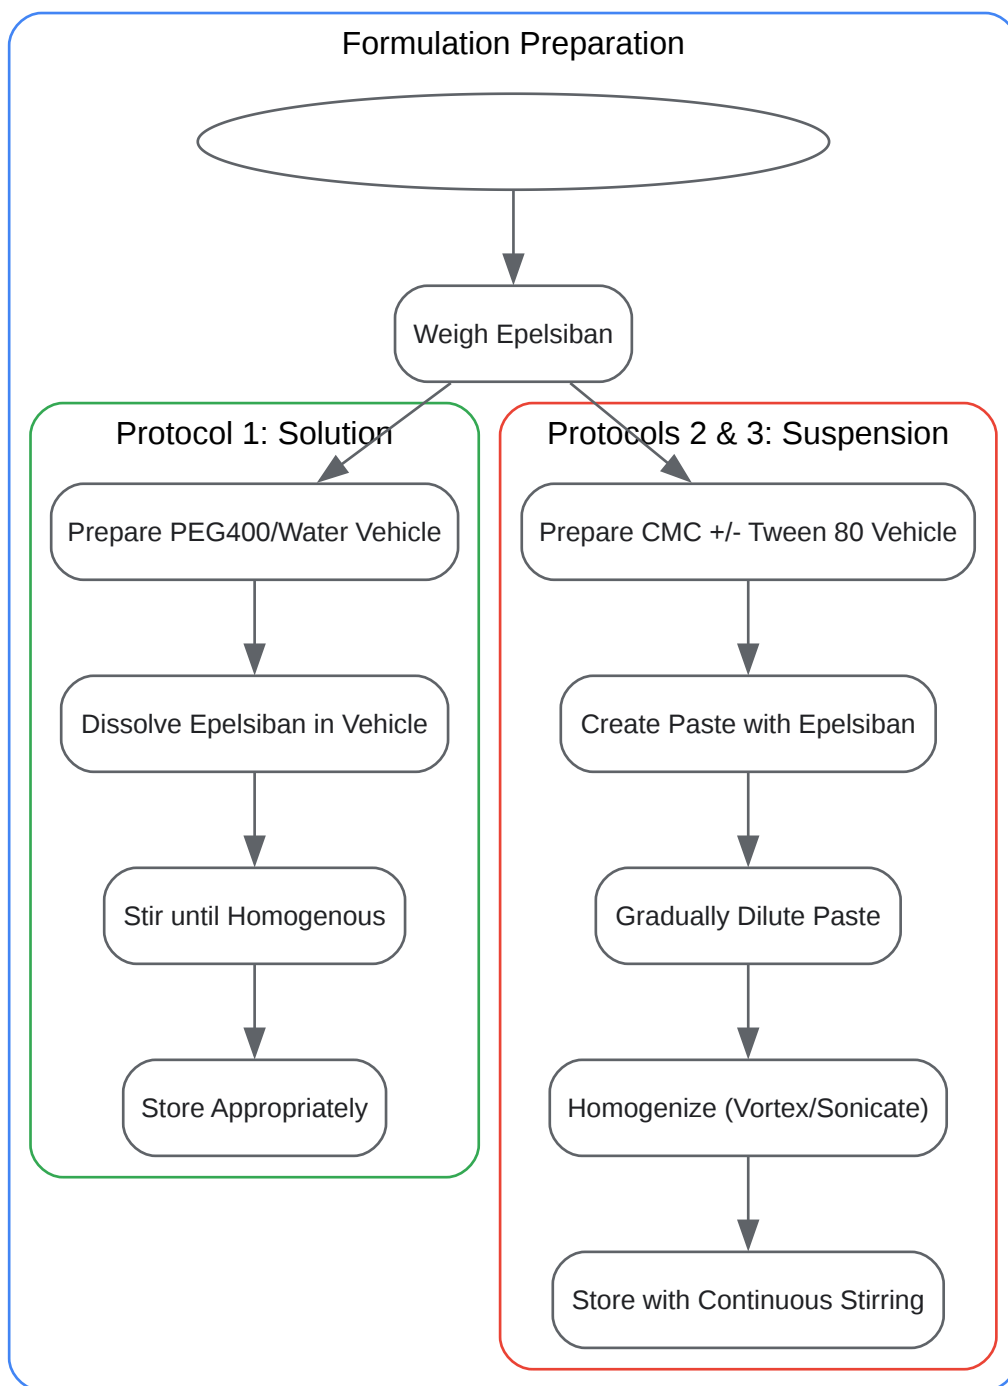 Formulation Preparation
Weigh Epelsiban
Protocol 1: Solution
Prepare PEG400/Water Vehicle
Dissolve Epelsiban in Vehicle
Stir until Homogenous
Store Appropriately
Protocols 2 & 3: Suspension
Prepare CMC +/- Tween 80 Vehicle
Create Paste with Epelsiban
Gradually Dilute Paste
Homogenize (Vortex/Sonicate)
Store with Continuous Stirring